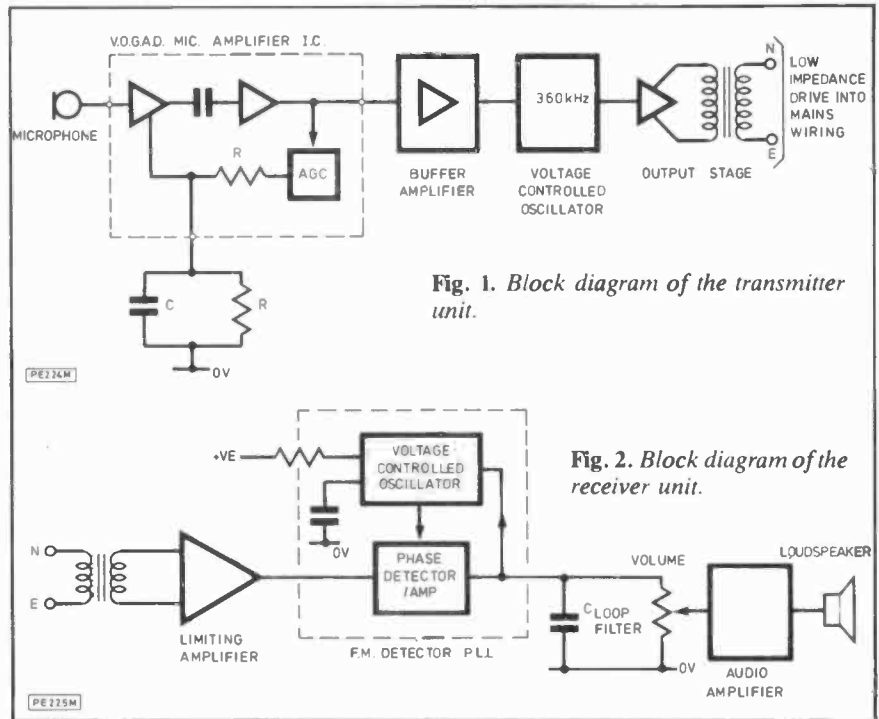 V.O.G.A.D. MIC. AMPLIFIER I.C.
MICROPHONE
R
AGC
C
R
0V
BUFFER
AMPLIFIER
360kHz
VOLTAGE
CONTROLLED
OSCILLATOR
OUTPUT STAGE
N
E
LOW
IMPEDANCE
DRIVE INTO
MAINS
WIRING
Fig. 1. Block diagram of the transmitter
unit.
PE224M
+VE
0V
VOLTAGE
CONTROLLED
OSCILLATOR
PHASE
DETECTOR
/AMP
F.M. DETECTOR P.L.L
Fig. 2. Block diagram of the
receiver unit.
N
E
LIMITING
AMPLIFIER
C LOOP
FILTER
VOLUME
0V
AUDIO
AMPLIFIER
LOUDSPEAKER
PE225M